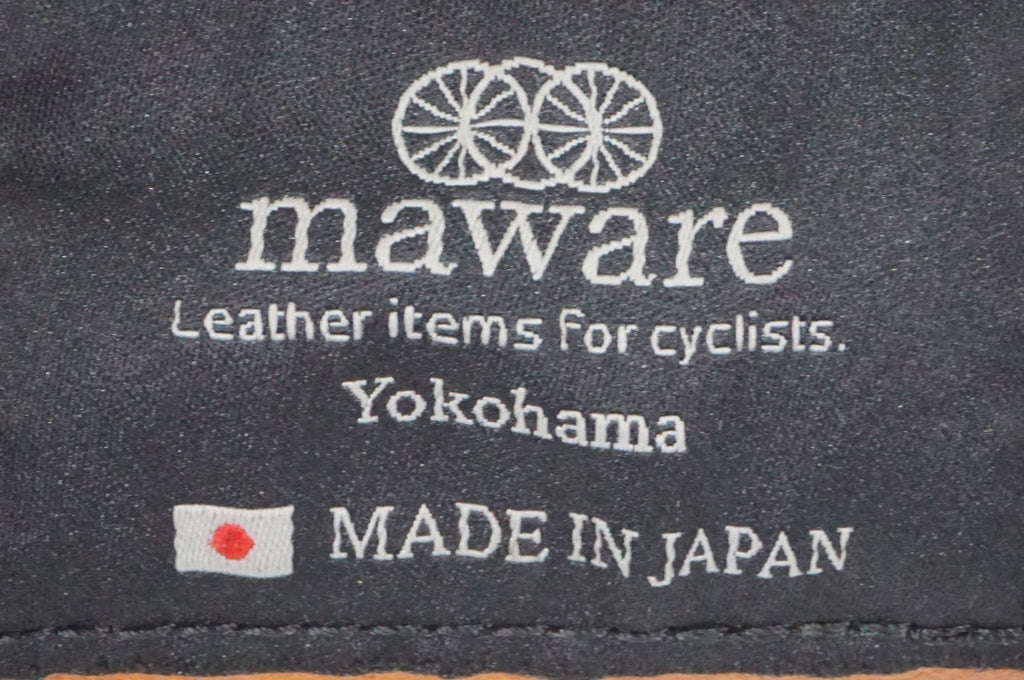 maware
Leather items for cyclists.
Yokohama
MADE IN JAPAN